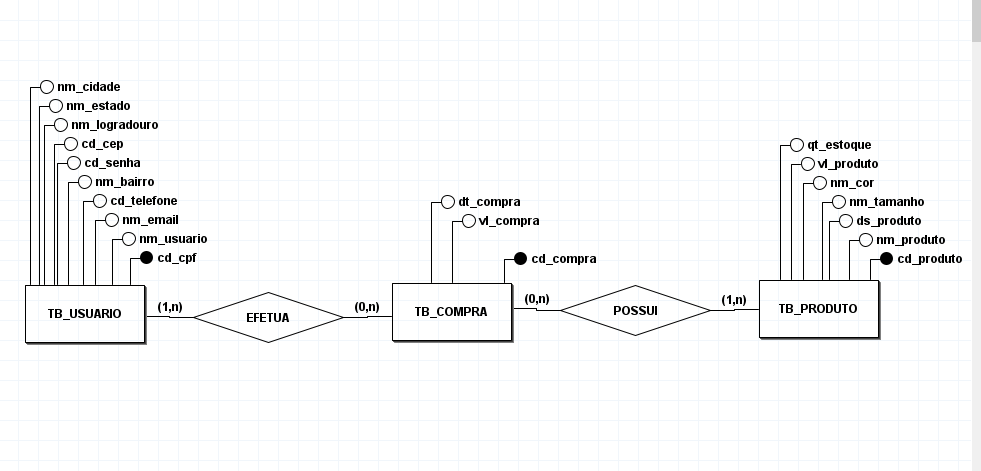 nm_cidade
nm_estado
nm_logradouro
cd_cep
cd_senha
nm_bairro
cd_telefone
nm_email
nm_usuario
cd_cpf
TB_USUARIO
(1,n)
EFETUA
(0,n)
dt_compra
vl_compra
cd_compra
TB_COMPRA
(0,n)
POSSUI
(1,n)
qt_estoque
vl_produto
nm_cor
nm_tamanho
ds_produto
nm_produto
cd_produto
TB_PRODUTO